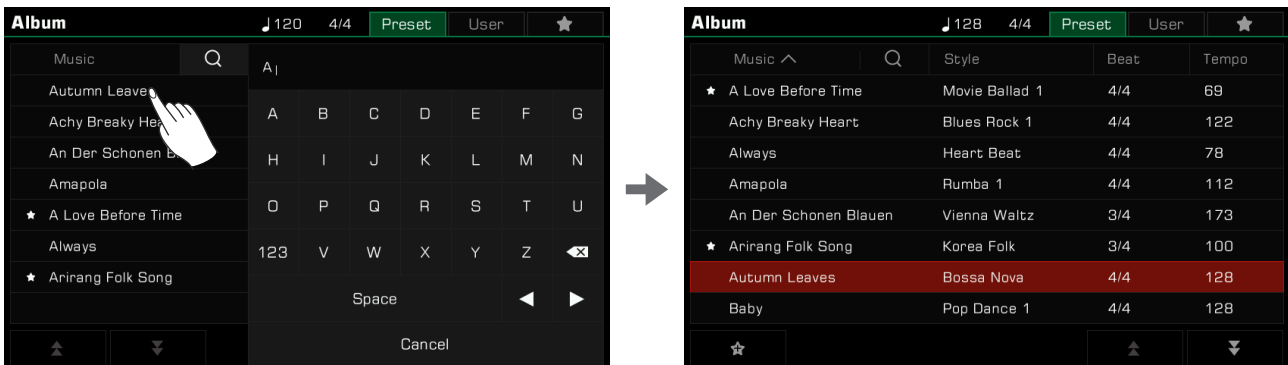 Album 120 4/4 Preset User
Music
A
Autumn Leave
Achy Breaky Hea
An Der Schonen B
Amapola
A Love Before Time
Always
Arirang Folk Song
A B C D E F G
H I J K L M N
O P Q R S T U
123 V W X Y Z
Space
Cancel
Album 128 4/4 Preset User
Music Style Beat Tempo
A Love Before Time Movie Ballad 1 4/4 69
Achy Breaky Heart Blues Rock 1 4/4 122
Always Heart Beat 4/4 78
Amapola Rumba 1 4/4 112
An Der Schonen Blauen Vienna Waltz 3/4 173
Arirang Folk Song Korea Folk 3/4 100
Autumn Leaves Bossa Nova 4/4 128
Baby Pop Dance 1 4/4 128